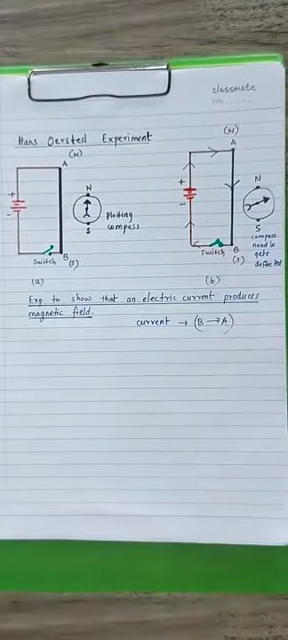 classmate
Hans Oersted Experiment
(N)
A
+
-
N
S
Plotting
compass
Switch
B
(S)
(a)
(N)
A
+
-
N
S
compass
needle
gets
deflected
Switch
B
(S)
(b)
Exp to show that an electric current produces
magnetic field.
current → (B → A)